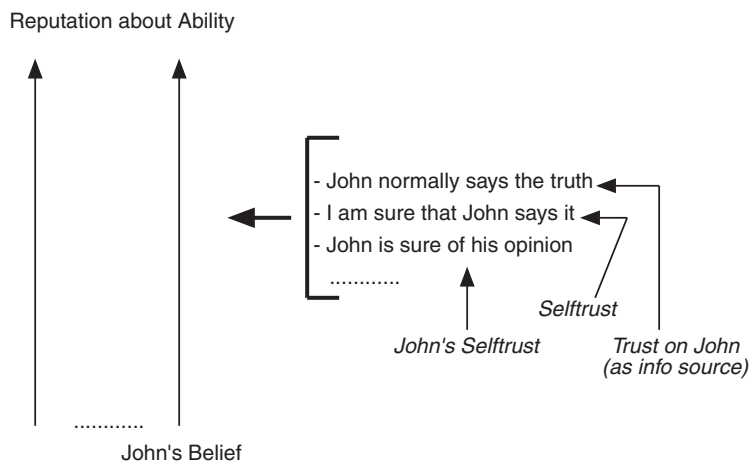 Reputation about Ability
- John normally says the truth
- I am sure that John says it
- John is sure of his opinion
............
Selftrust
John's Selftrust
Trust on John
(as info source)
............
John's Belief